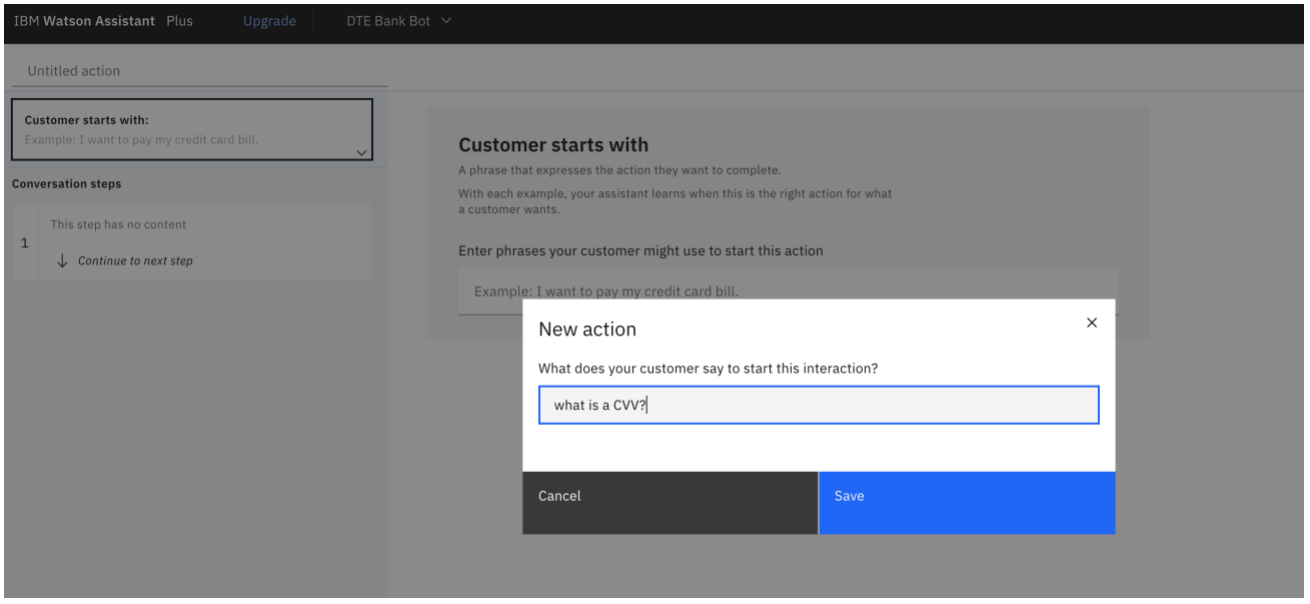 IBM Watson Assistant Plus Upgrade DTE Bank Bot
Untitled action
Customer starts with:
Example: I want to pay my credit card bill.
Conversation steps
1
This step has no content
Continue to next step
Customer starts with
A phrase that expresses the action they want to complete.
With each example, your assistant learns when this is the right action for what
a customer wants.
Enter phrases your customer might use to start this action
Example: I want to pay my credit card bill.
New action
What does your customer say to start this interaction?
what is a CVV?
Cancel Save